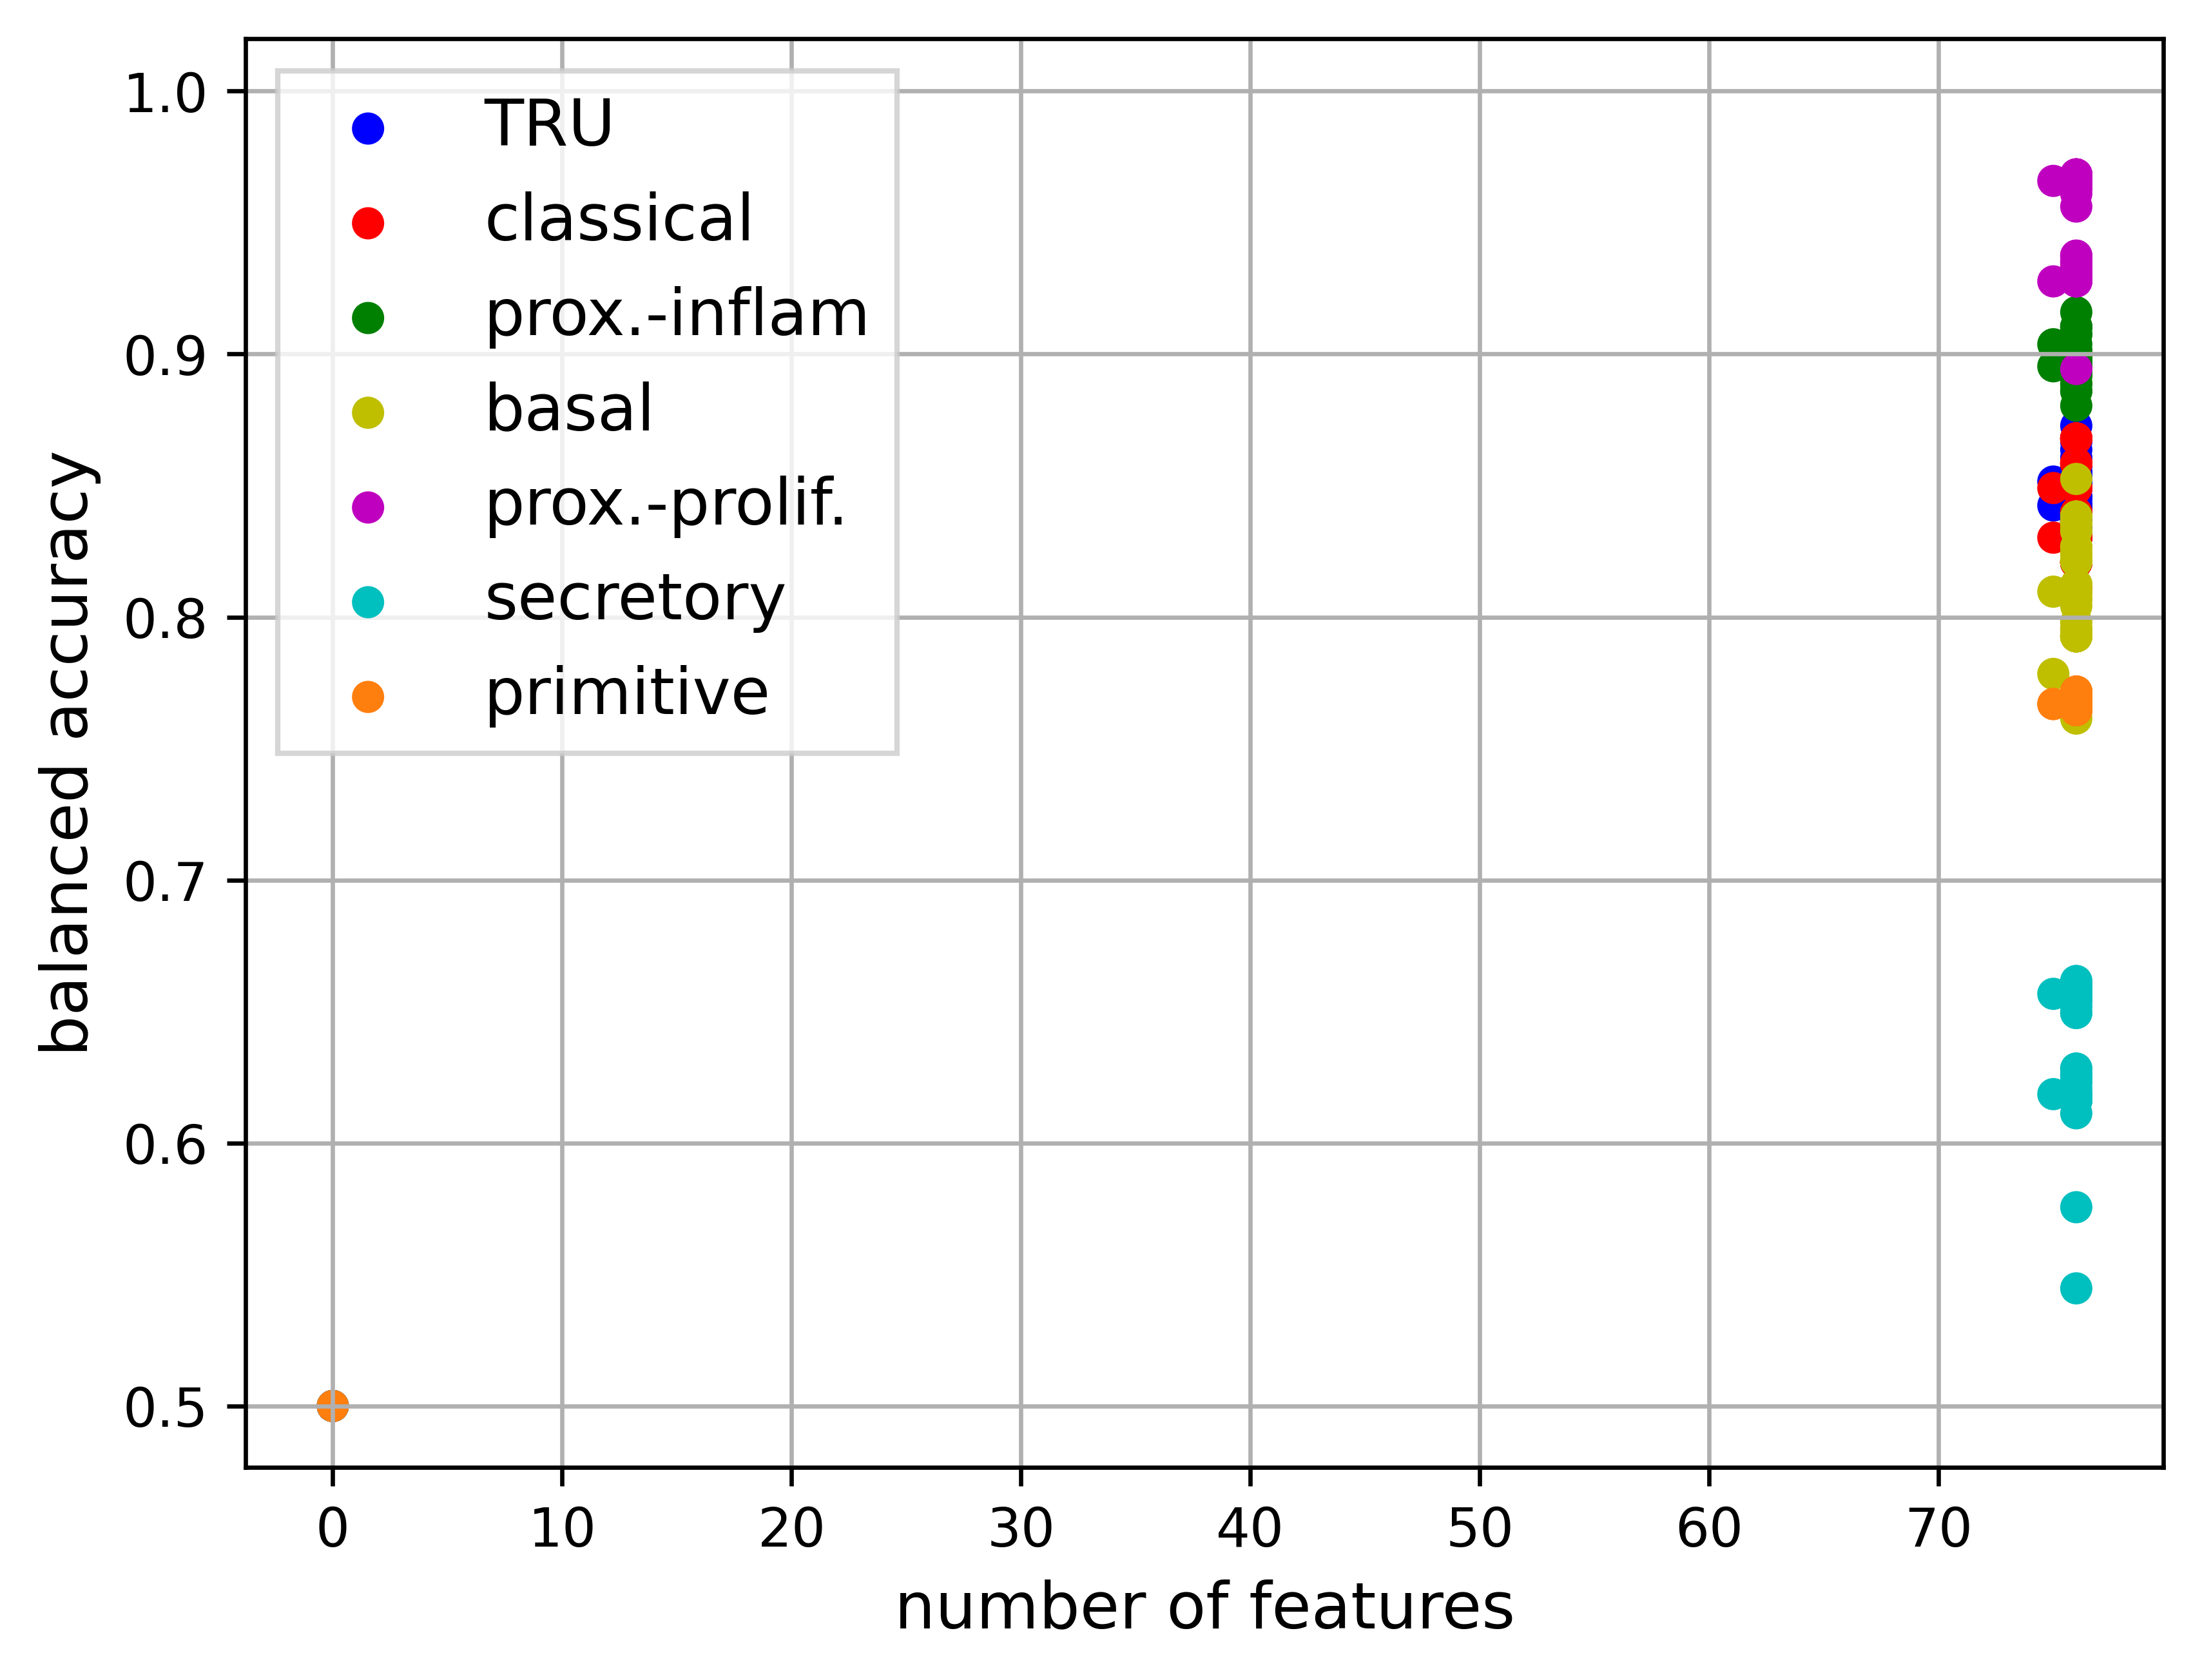 TRU
classical
prox.-inflam
basal
prox.-prolif.
secretory
primitive
1.0
0.9
0.8
0.7
0.6
0.5
balanced accuracy
0 10 20 30 40 50 60 70
number of features